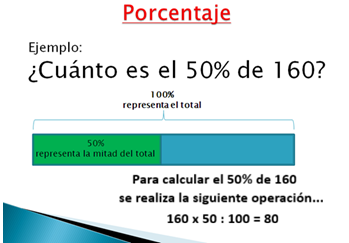 Porcentaje
Ejemplo:
¿Cuánto es el 50% de 160?
100%
representa el total
50%
representa la mitad del total
Para calcular el 50% de 160
se realiza la siguiente operación...
160 x 50 : 100 = 80